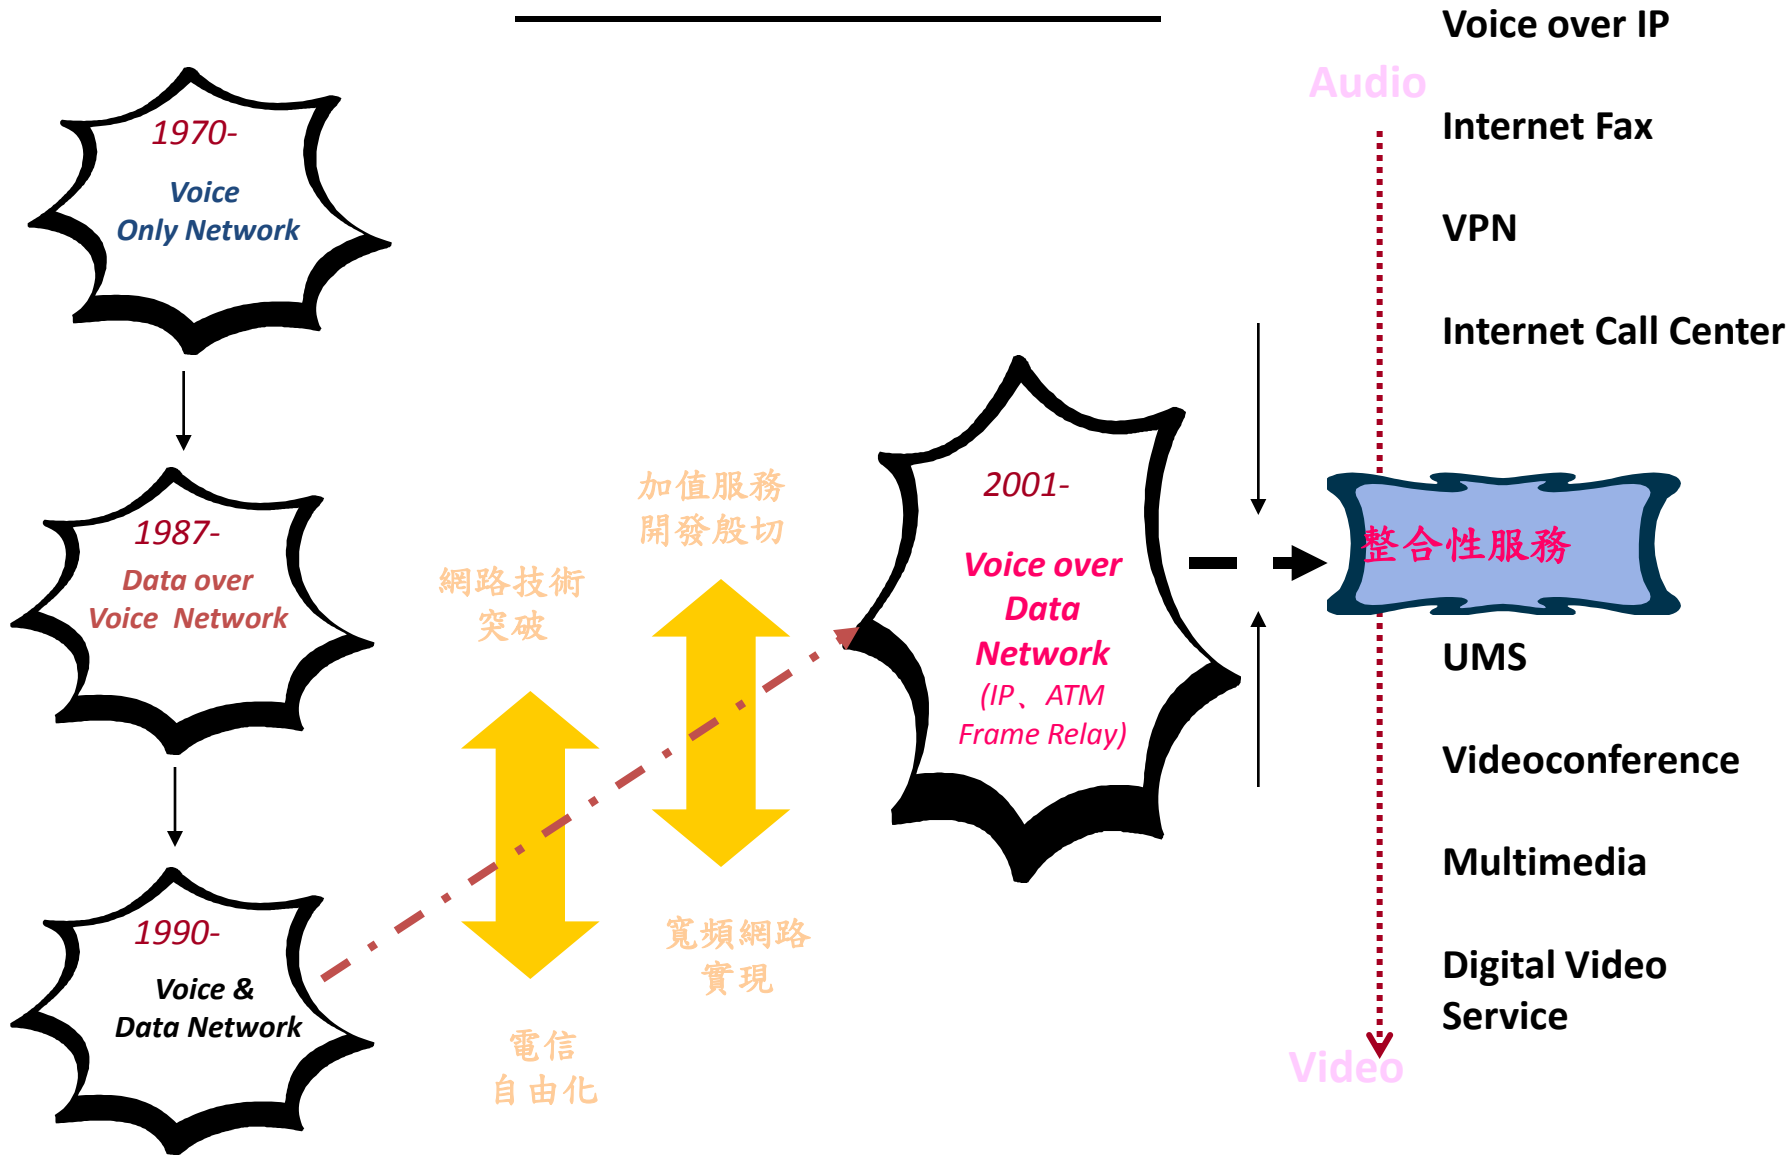 1970-
Voice
Only Network
1987-
Data over
Voice  Network
1990-
Voice &
Data Network
網路技術
突破
電信
自由化
加值服務
開發殷切
寬頻網路
實現
2001-
Voice over
Data
Network
(IP、ATM
Frame Relay)
Audio
整合性服務
Video
Voice over IP
Internet Fax
VPN
Internet Call Center
UMS
Videoconference
Multimedia
Digital Video
Service